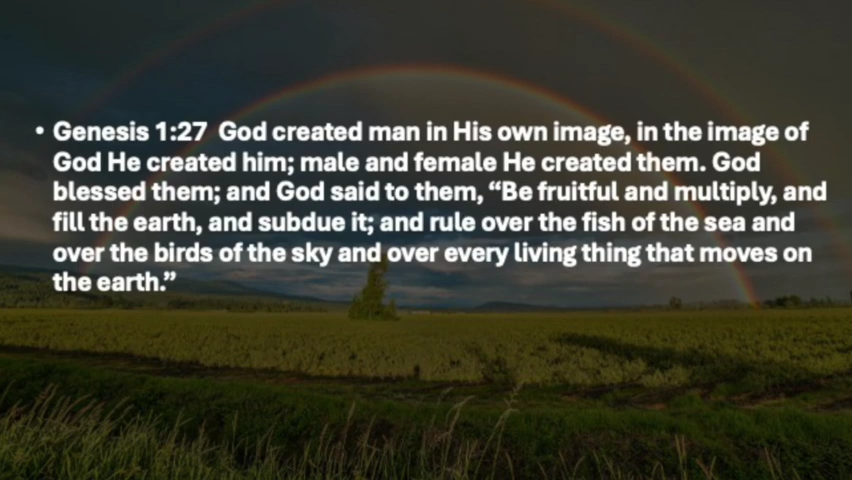 • Genesis 1:27  God created man in His own image, in the image of
God He created him; male and female He created them. God
blessed them; and God said to them, “Be fruitful and multiply, and
fill the earth, and subdue it; and rule over the fish of the sea and
over the birds of the sky and over every living thing that moves on
the earth.”